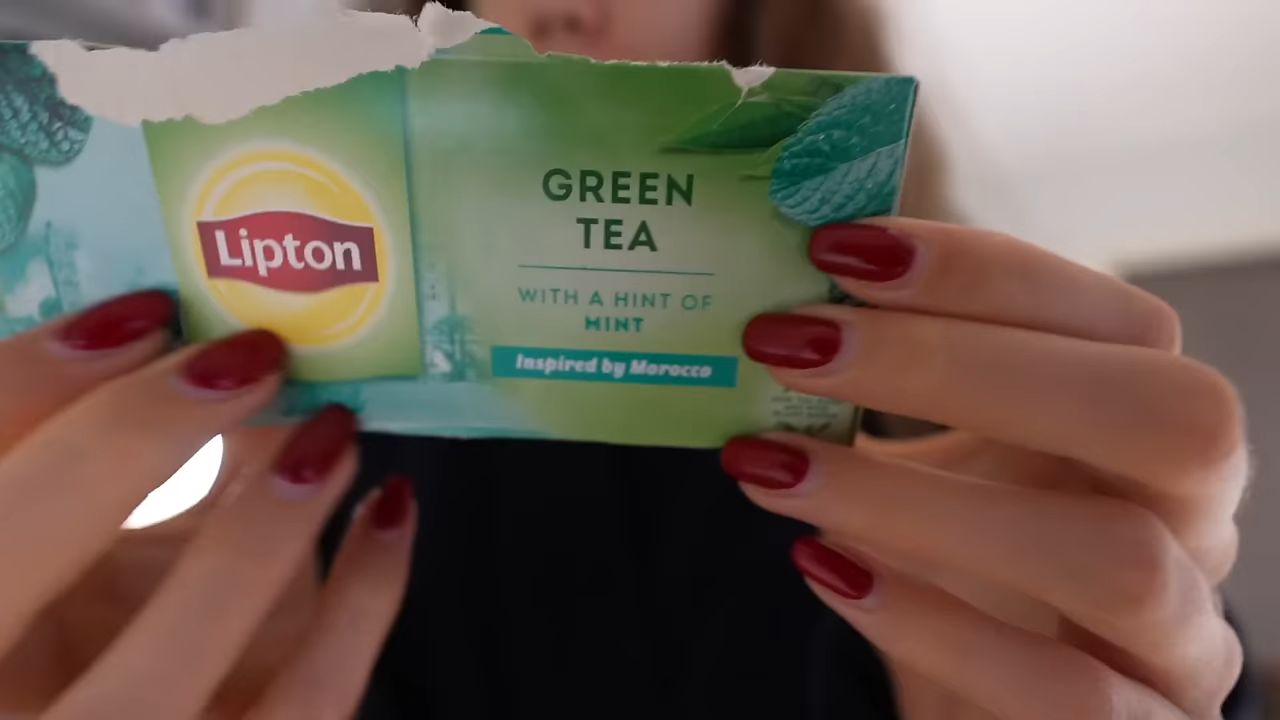 Lipton
GREEN
TEA
WITH A HINT OF
MINT
Inspired by Morocco